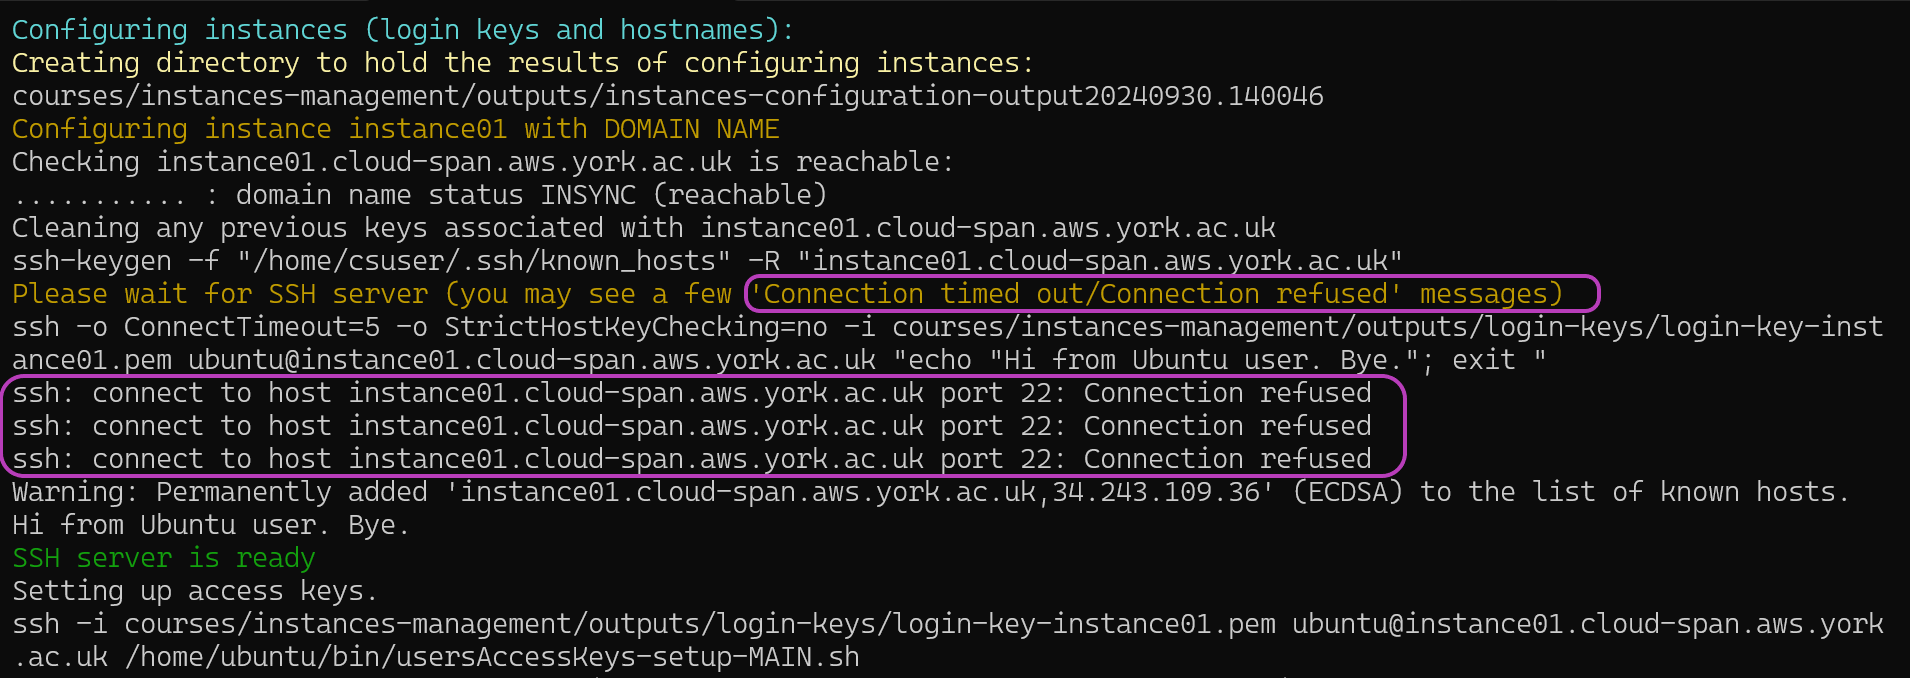 Configuring instances (login keys and hostnames):
Creating directory to hold the results of configuring instances:
courses/instances-management/outputs/instances-configuration-output20240930.140046
Configuring instance instance01 with DOMAIN NAME
Checking instance01.cloud-span.aws.york.ac.uk is reachable:
........... : domain name status INSYNC (reachable)
Cleaning any previous keys associated with instance01.cloud-span.aws.york.ac.uk
ssh-keygen -f "/home/csuser/.ssh/known_hosts" -R "instance01.cloud-span.aws.york.ac.uk"
Please wait for SSH server (you may see a few 'Connection timed out/Connection refused' messages)
ssh -o ConnectTimeout=5 -o StrictHostKeyChecking=no -i courses/instances-management/outputs/login-keys/login-key-inst
ance01.pem ubuntu@instance01.cloud-span.aws.york.ac.uk "echo "Hi from Ubuntu user. Bye."; exit "
ssh: connect to host instance01.cloud-span.aws.york.ac.uk port 22: Connection refused
ssh: connect to host instance01.cloud-span.aws.york.ac.uk port 22: Connection refused
ssh: connect to host instance01.cloud-span.aws.york.ac.uk port 22: Connection refused
Warning: Permanently added 'instance01.cloud-span.aws.york.ac.uk,34.243.109.36' (ECDSA) to the list of known hosts.
Hi from Ubuntu user. Bye.
SSH server is ready
Setting up access keys.
ssh -i courses/instances-management/outputs/login-keys/login-key-instance01.pem ubuntu@instance01.cloud-span.aws.york
.ac.uk /home/ubuntu/bin/usersAccessKeys-setup-MAIN.sh